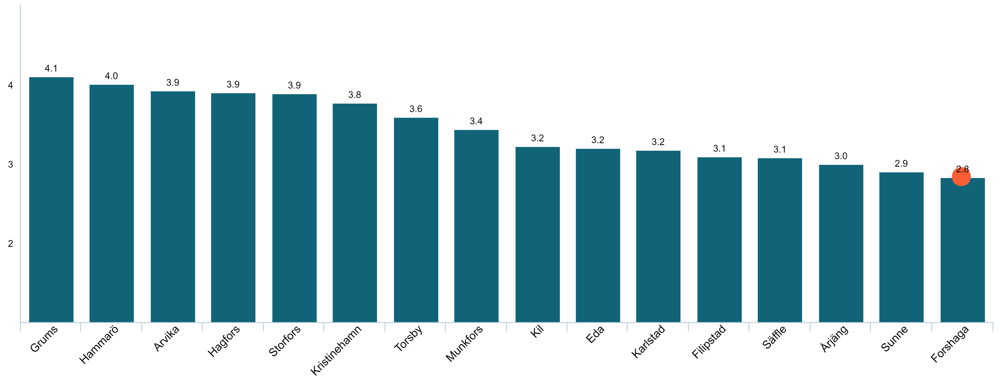 4.1
4.0
3.9
3.9
3.9
3.8
3.6
3.4
3.2
3.2
3.2
3.1
3.1
3.0
2.9
2.8
4
3
2
Grums
Hammarö
Arvika
Hagfors
Storfors
Kristinehamn
Torsby
Munkfors
Kil
Eda
Karlstad
Filipstad
Säffle
Årjäng
Sunne
Forshaga